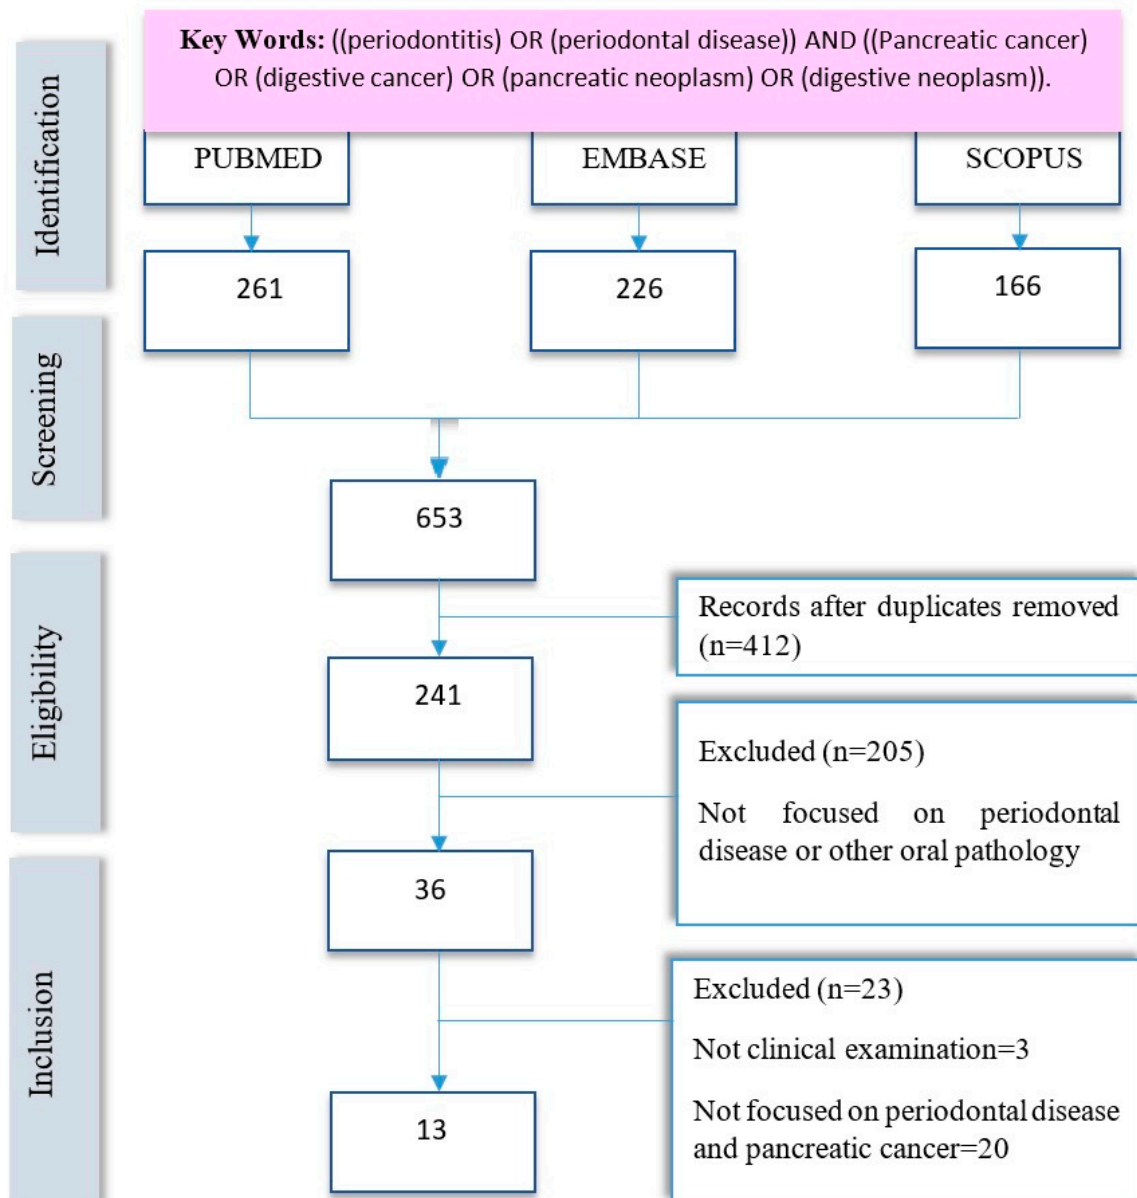 Key Words: ((periodontitis) OR (periodontal disease)) AND ((Pancreatic cancer)
OR (digestive cancer) OR (pancreatic neoplasm) OR (digestive neoplasm)).
Identification
PUBMED
EMBASE
SCOPUS
261
226
166
Screening
653
Records after duplicates removed
(n=412)
Eligibility
241
Excluded (n=205)
Not focused on periodontal
disease or other oral pathology
36
Inclusion
Excluded (n=23)
Not clinical examination=3
Not focused on periodontal disease
and pancreatic cancer=20
13